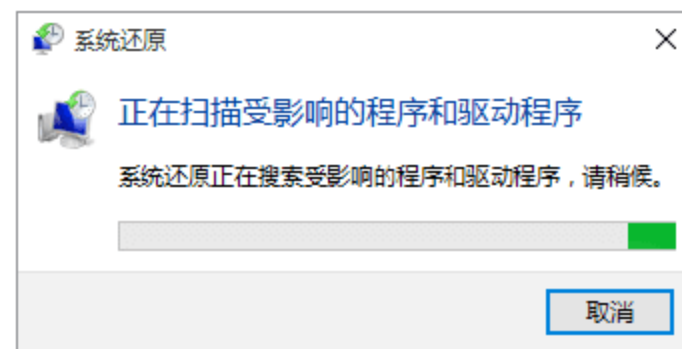 系统还原
正在扫描受影响的程序和驱动程序
系统还原正在搜索受影响的程序和驱动程序，请稍候。
取消